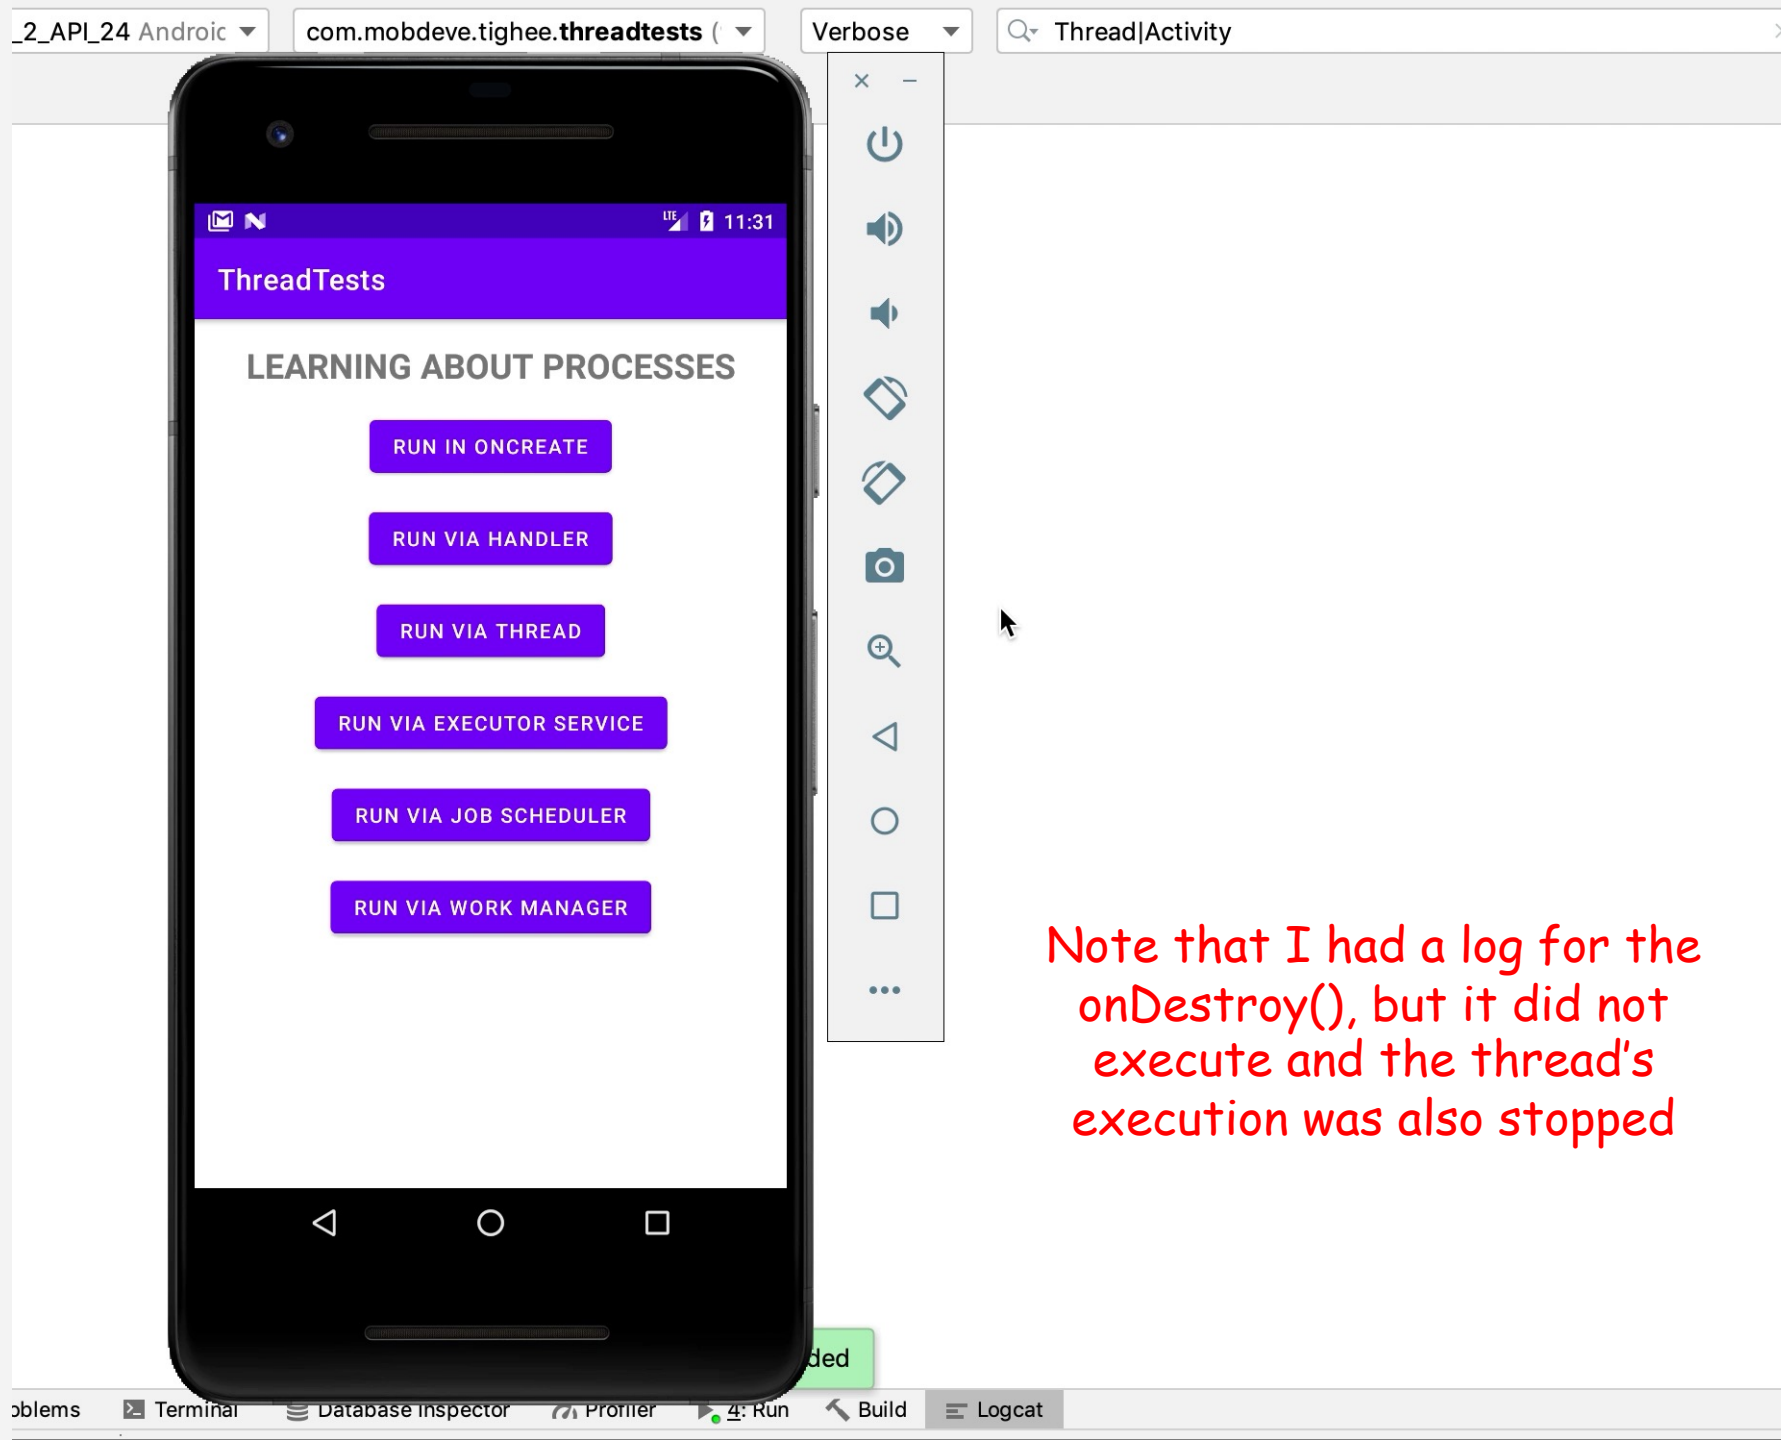 _2_API_24 Androic
com.mobdeve.tighee.threadtests (
Verbose
Thread|Activity
LTE 11:31
ThreadTests
LEARNING ABOUT PROCESSES
RUN IN ONCREATE
RUN VIA HANDLER
RUN VIA THREAD
RUN VIA EXECUTOR SERVICE
RUN VIA JOB SCHEDULER
RUN VIA WORK MANAGER
Note that I had a log for the
onDestroy(), but it did not
execute and the thread’s
execution was also stopped
ded
oblems Terminal Database Inspector Profiler 4: Run Build Logcat